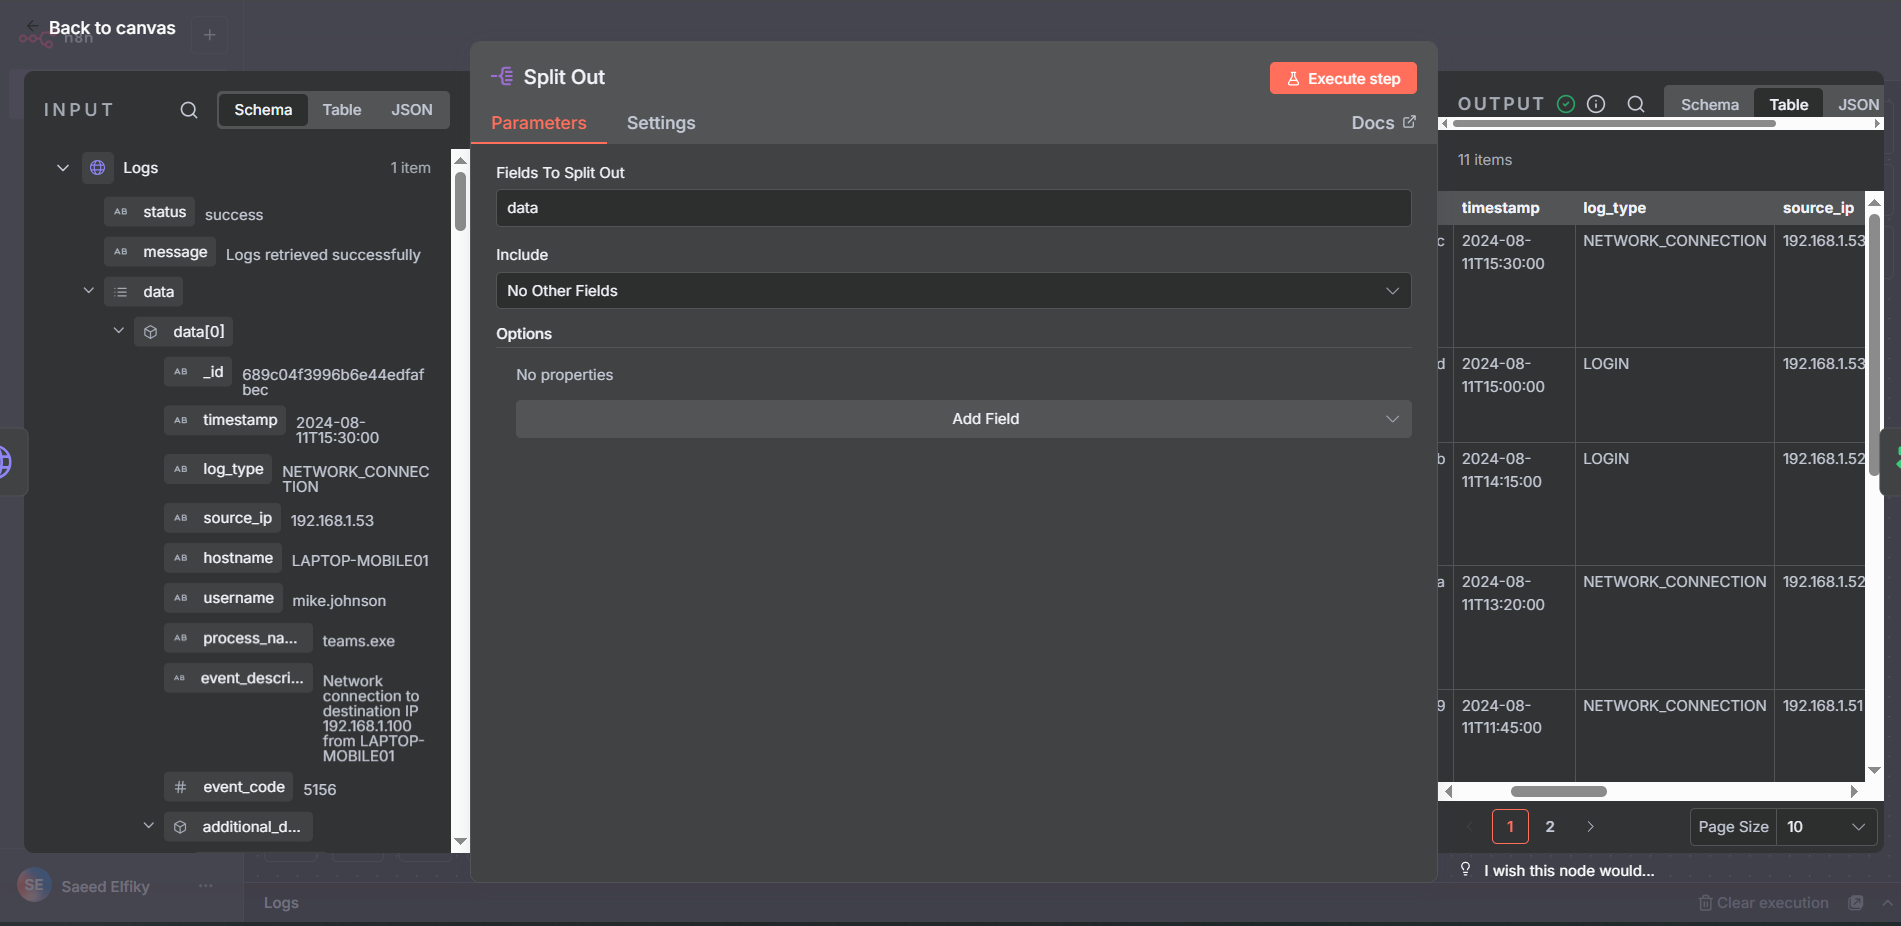 Back to canvas
n8n
INPUT
Schema
Table
JSON
Logs
1 item
status
success
message
Logs retrieved successfully
data
data[0]
_id
689c04f3996b6e44edfaf
bec
timestamp
2024-08-
11T15:30:00
log_type
NETWORK_CONNEC
TION
source_ip
192.168.1.53
hostname
LAPTOP-MOBILE01
username
mike.johnson
process_na...
teams.exe
event_descri...
Network
connection to
destination IP
192.168.1.100
from LAPTOP-
MOBILE01
event_code
5156
additional_d...
Split Out
Execute step
Parameters
Settings
Docs
Fields To Split Out
data
Include
No Other Fields
Options
No properties
Add Field
OUTPUT
Schema
Table
JSON
11 items
timestamp
log_type
source_ip
c
2024-08-
11T15:30:00
NETWORK_CONNECTION
192.168.1.53
d
2024-08-
11T15:00:00
LOGIN
192.168.1.53
b
2024-08-
11T14:15:00
LOGIN
192.168.1.52
a
2024-08-
11T13:20:00
NETWORK_CONNECTION
192.168.1.52
9
2024-08-
11T11:45:00
NETWORK_CONNECTION
192.168.1.51
1
2
Page Size
10
I wish this node would...
SE
Saeed Elfiky
Logs
Clear execution